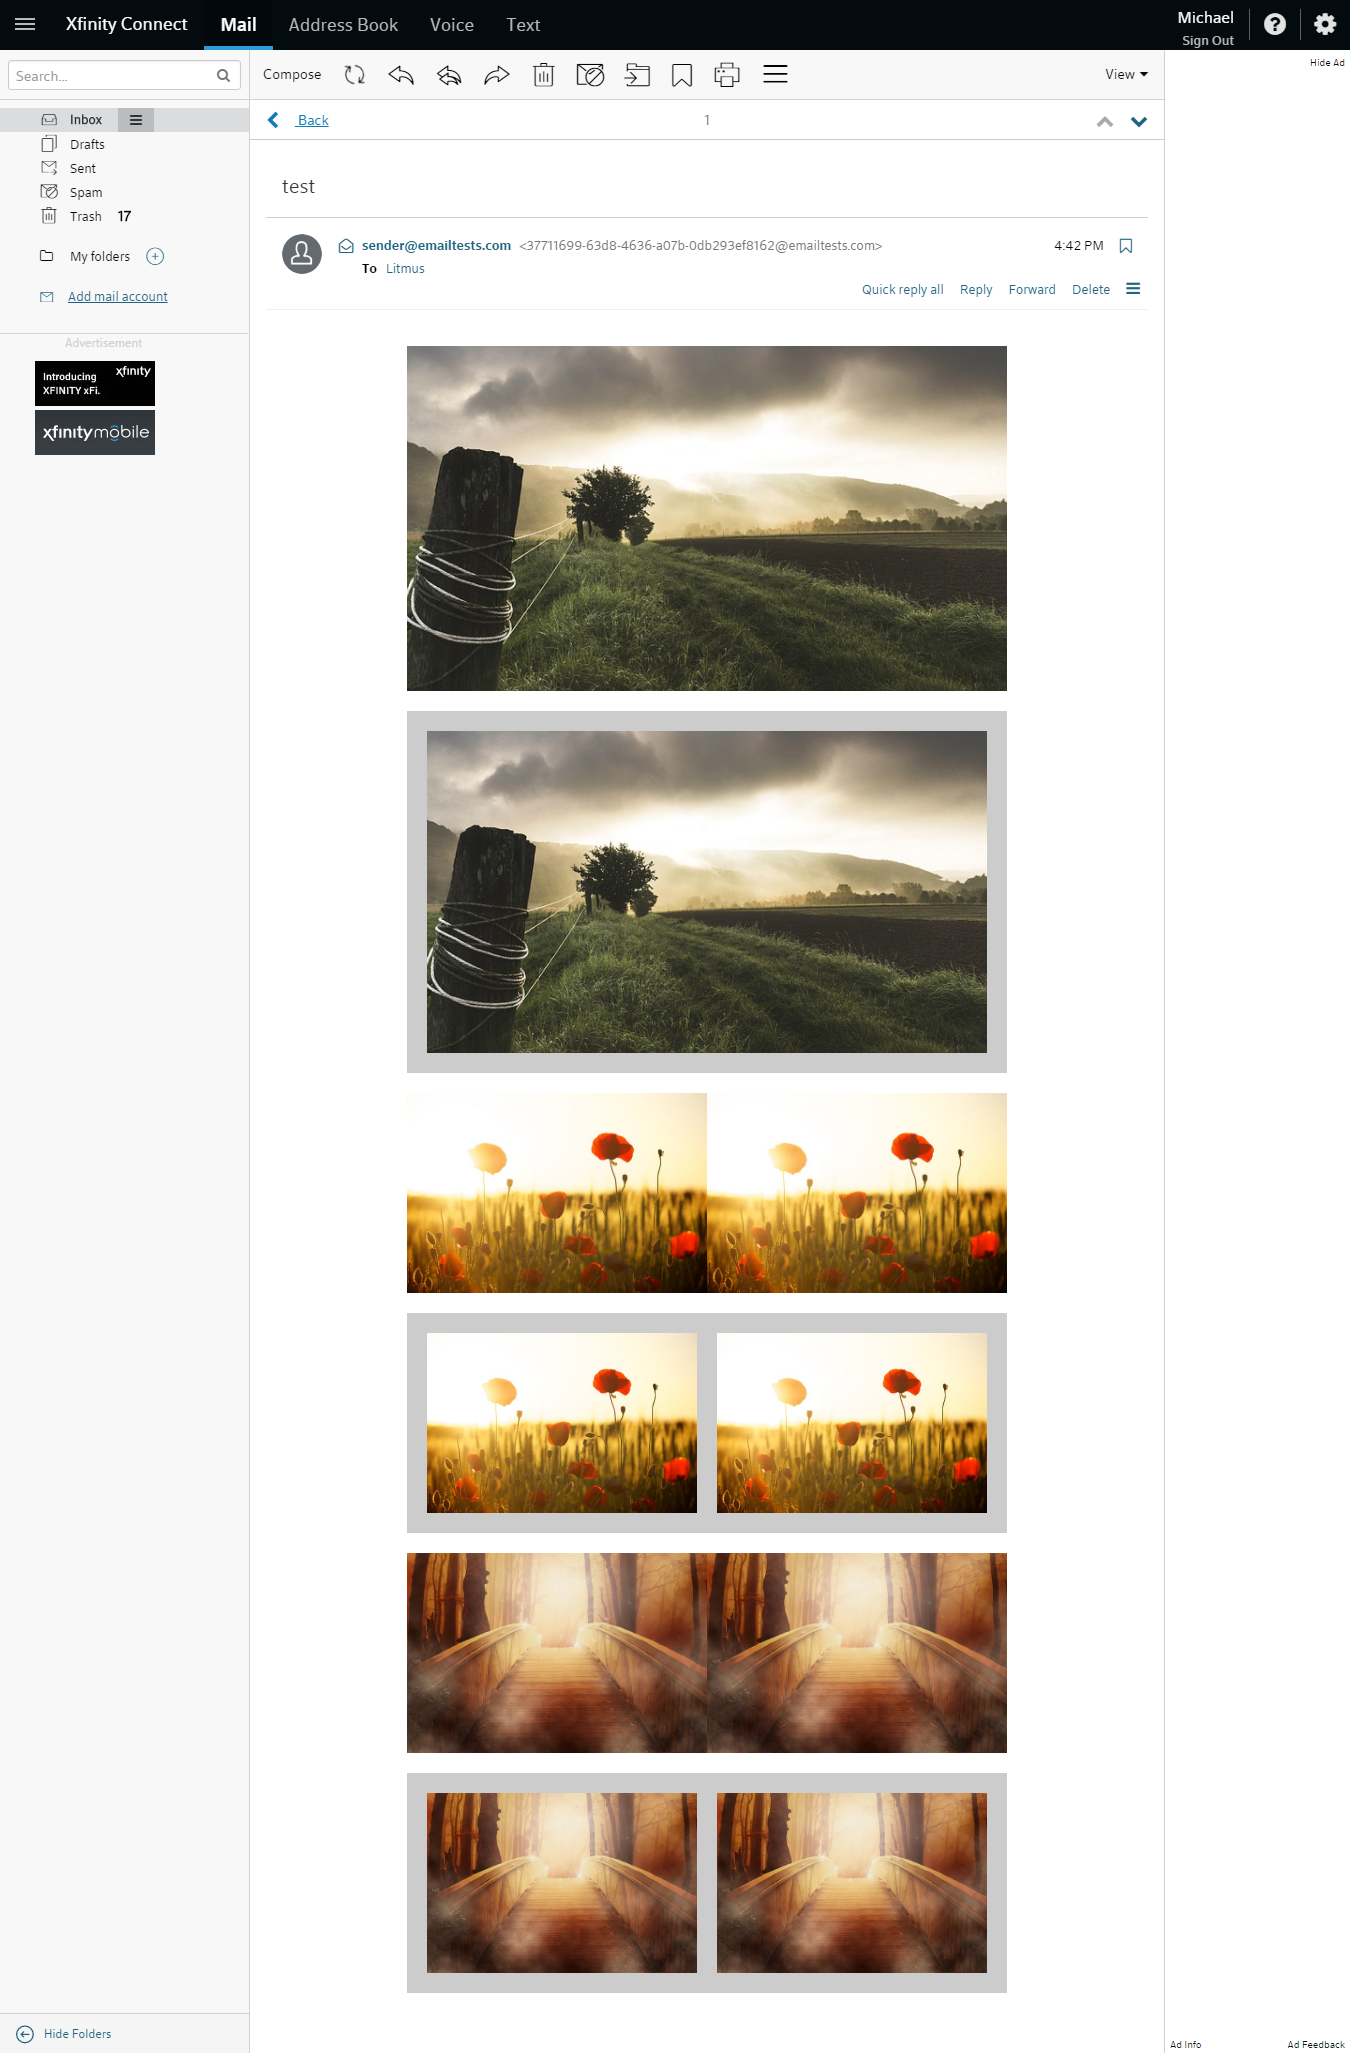 Xfinity Connect Mail Address Book Voice Text Michael
Sign Out
Search...
Compose View
Hide Ad
Back 1
Inbox
Drafts
Sent
Spam
Trash 17
My folders
Add mail account
Advertisement
Introducing xfinity
XFINITY xFi.
xfinity mobile
test
sender@emailtests.com <37711699-63d8-4636-a07b-0db293ef8162@emailtests.com> 4:42 PM
To Litmus
Quick reply all Reply Forward Delete
Hide Folders
Ad Info Ad Feedback